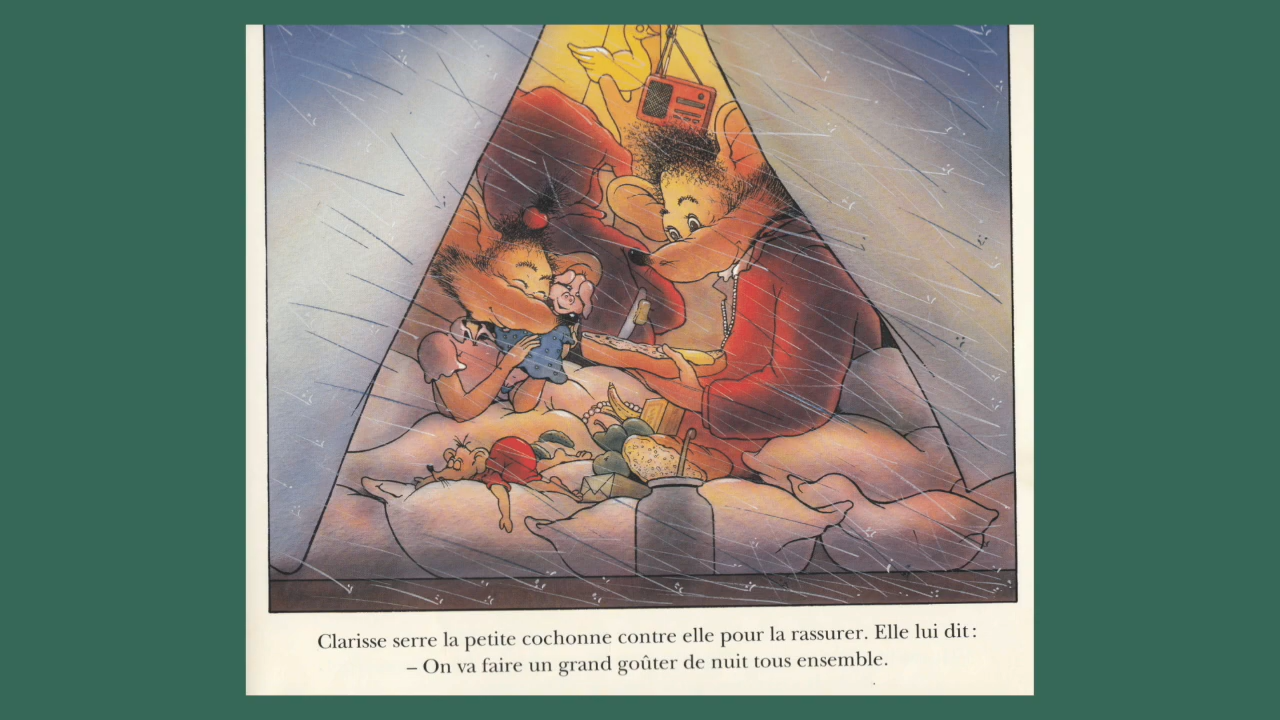 Clarisse serre la petite cochonne contre elle pour la rassurer. Elle lui dit :
– On va faire un grand goûter de nuit tous ensemble.